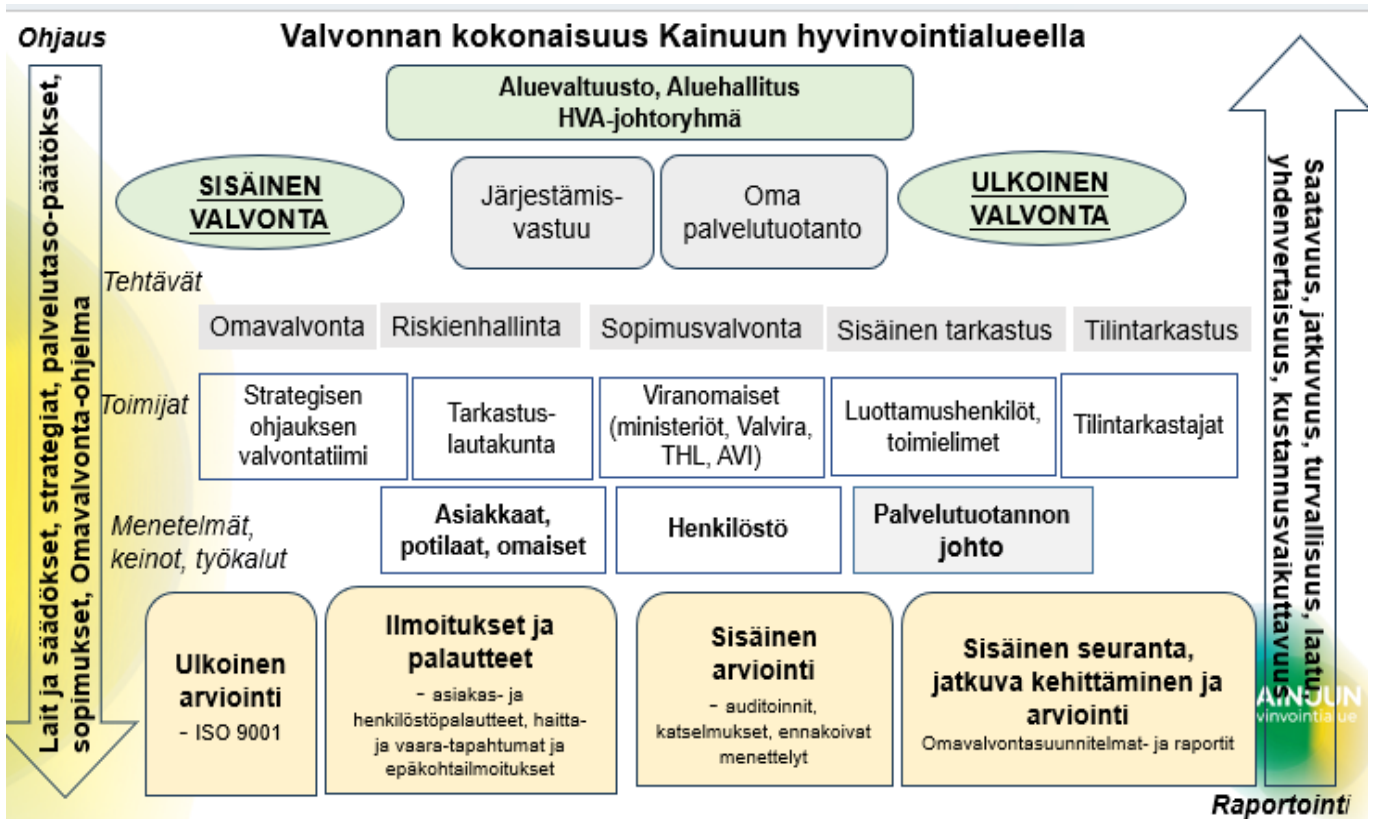 Ohjaus
Valvonnan kokonaisuus Kainuun hyvinvointialueella
Lait ja säädökset, strategiat, palvelutaso-päätökset,
sopimukset, Omavalvonta-ohjelma
Aluevaltuusto, Aluehallitus
HVA-johtoryhmä
SISÄINEN
VALVONTA
Järjestämis-
vastuu
Oma
palvelutuotanto
ULKOINEN
VALVONTA
Tehtävät
Omavalvonta
Riskienhallinta
Sopimusvalvonta
Sisäinen tarkastus
Tilintarkastus
Toimijat
Strategisen
ohjauksen
valvontatiimi
Tarkastus-
lautakunta
Viranomaiset
(ministeriöt, Valvira,
THL, AVI)
Luottamushenkilöt,
toimielimet
Tilintarkastajat
Menetelmät,
keinot, työkalut
Asiakkaat,
potilaat, omaiset
Henkilöstö
Palvelutuotannon
johto
Ulkoinen
arviointi
- ISO 9001
Ilmoitukset ja
palautteet
- asiakas- ja
henkilöstöpalautteet, haitta-
ja vaara-tapahtumat ja
epäkohtailmoitukset
Sisäinen
arviointi
- auditoinnit,
katselmukset, ennakoivat
menettelyt
Sisäinen seuranta,
jatkuva kehittäminen ja
arviointi
Omavalvontasuunnitelmat- ja raportit
Saatavuus, jatkuvuus, turvallisuus, laatu,
yhdenvertaisuus, kustannusvaikuttavuus
AINUUN
vinvointialue
Raportointi